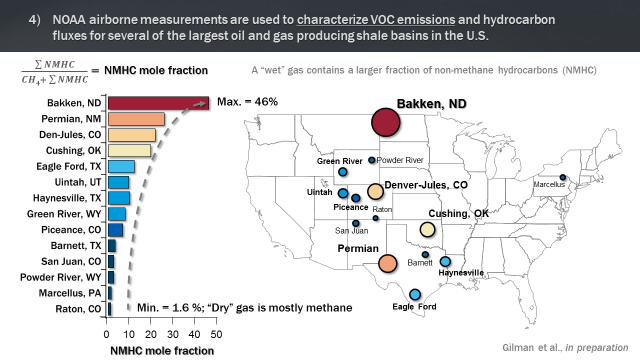 4) NOAA airborne measurements are used to characterize VOC emissions and hydrocarbon
fluxes for several of the largest oil and gas producing shale basins in the U.S.
∑ NMHC
CH4+ ∑ NMHC
= NMHC mole fraction
A “wet” gas contains a larger fraction of non-methane hydrocarbons (NMHC)
Bakken, ND
Permian, NM
Den-Jules, CO
Cushing, OK
Eagle Ford, TX
Uintah, UT
Haynesville, TX
Green River, WY
Piceance, CO
Barnett, TX
San Juan, CO
Powder River, WY
Marcellus, PA
Raton, CO
Max. = 46%
Min. = 1.6 %; “Dry” gas is mostly methane
0 10 20 30 40 50
NMHC mole fraction
Bakken, ND
Green River
Powder River
Marcellus
Uintah
Denver-Jules, CO
Piceance
Raton
Cushing, OK
San Juan
Permian
Barnett
Haynesville
Eagle Ford
Gilman et al., in preparation